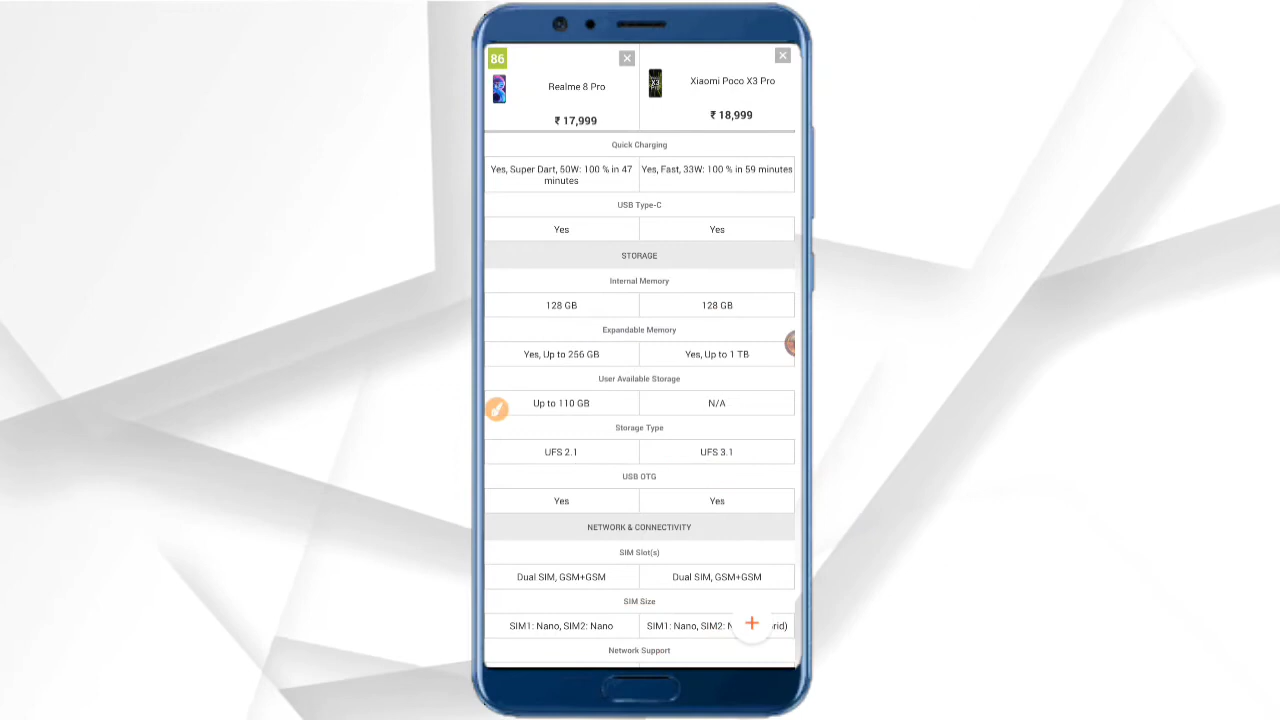 86
Realme 8 Pro Xiaomi Poco X3 Pro
₹ 17,999 ₹ 18,999
Quick Charging
Yes, Super Dart, 50W: 100 % in 47 minutes Yes, Fast, 33W: 100 % in 59 minutes
USB Type-C
Yes Yes
STORAGE
Internal Memory
128 GB 128 GB
Expandable Memory
Yes, Up to 256 GB Yes, Up to 1 TB
User Available Storage
Up to 110 GB N/A
Storage Type
UFS 2.1 UFS 3.1
USB OTG
Yes Yes
NETWORK & CONNECTIVITY
SIM Slot(s)
Dual SIM, GSM+GSM Dual SIM, GSM+GSM
SIM Size
SIM1: Nano, SIM2: Nano SIM1: Nano, SIM2:
Network Support